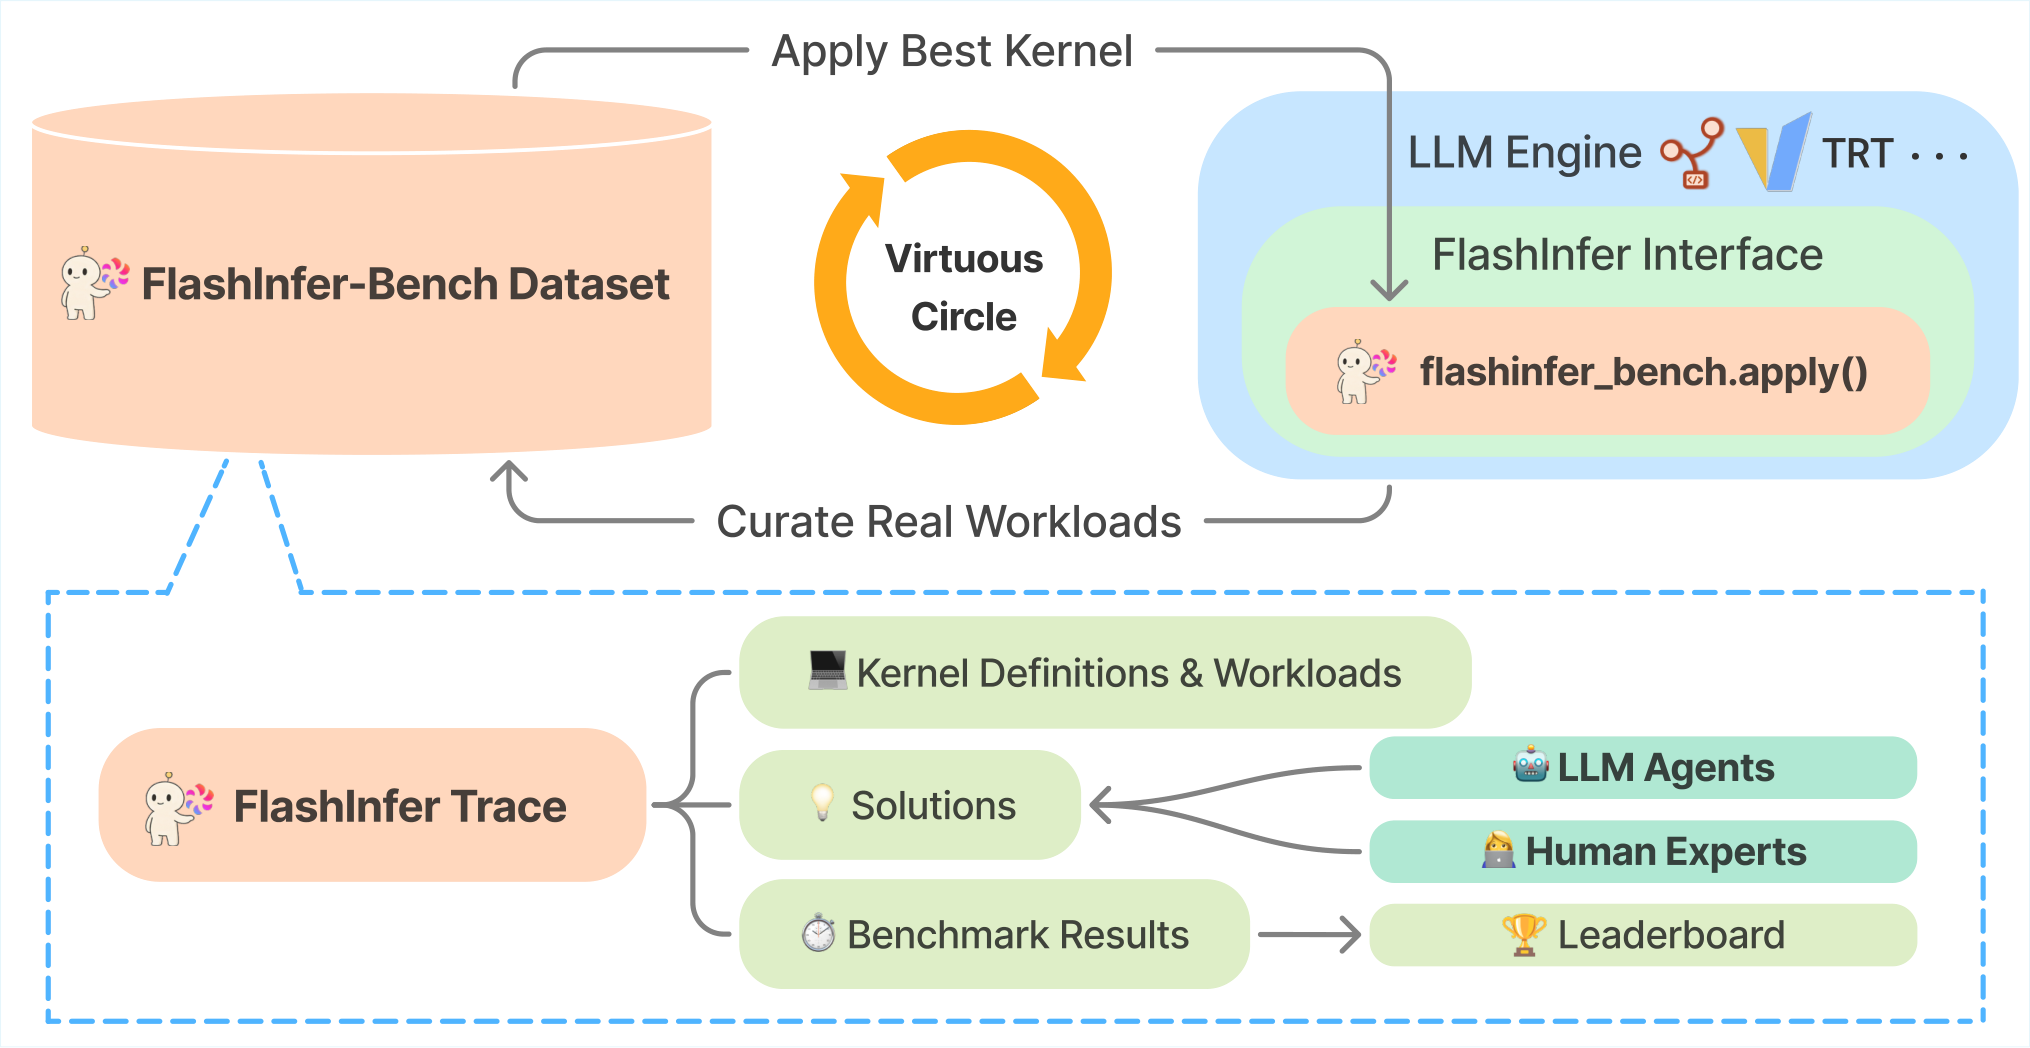 Apply Best Kernel
LLM Engine TRT ···
FlashInfer Interface
flashinfer_bench.apply()
FlashInfer-Bench Dataset
Virtuous
Circle
Curate Real Workloads
FlashInfer Trace
Kernel Definitions & Workloads
Solutions
LLM Agents
Human Experts
Benchmark Results
Leaderboard